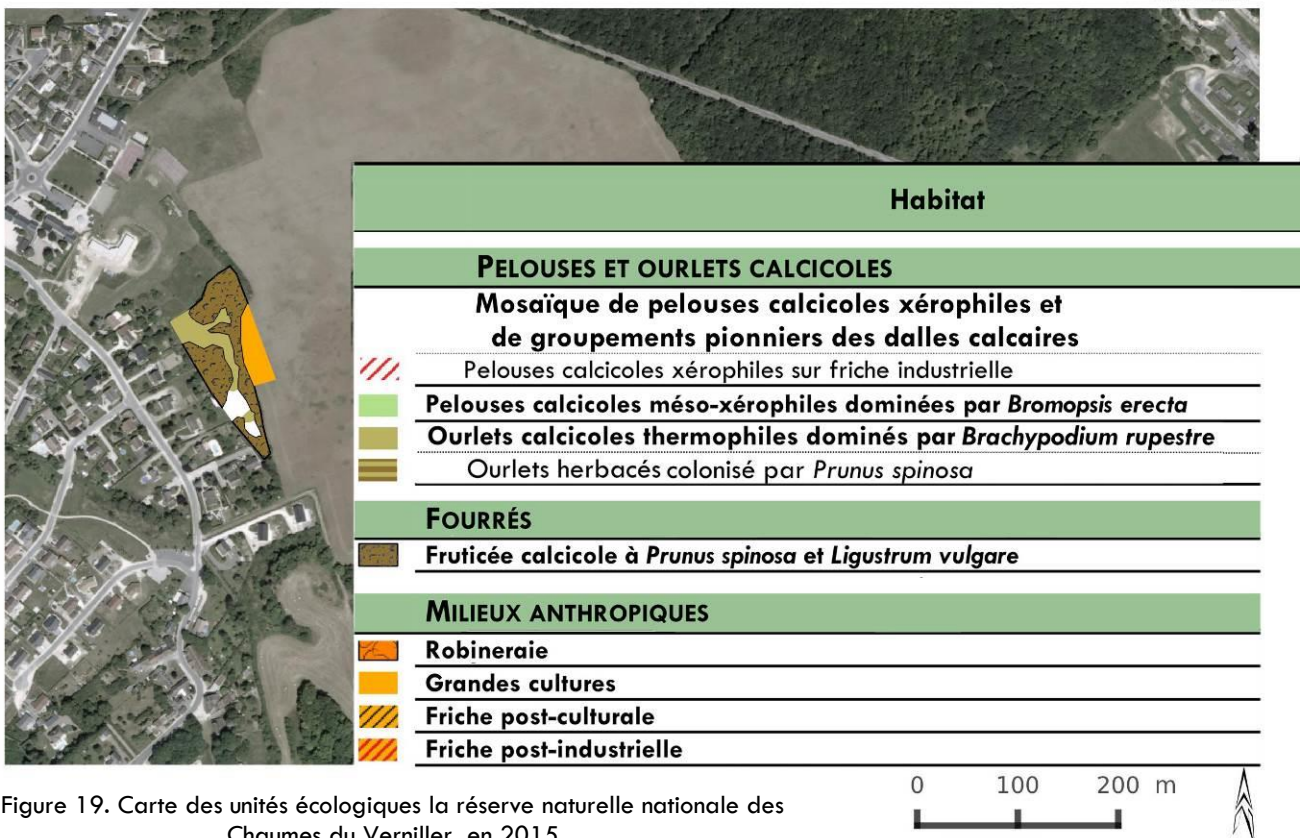 Habitat
PELOUSES ET OURLETS CALCICOLES
Mosaïque de pelouses calcicoles xérophiles et
de groupements pionniers des dalles calcaires
Pelouses calcicoles xérophiles sur friche industrielle
Pelouses calcicoles méso-xérophiles dominées par Bromopsis erecta
Ourlets calcicoles thermophiles dominés par Brachypodium rupestre
Ourlets herbacés colonisé par Prunus spinosa
FOURRÉS
Fruticée calcicole à Prunus spinosa et Ligustrum vulgare
MILIEUX ANTHROPIQUES
Robineraie
Grandes cultures
Friche post-culturale
Friche post-industrielle
0 100 200 m
Figure 19. Carte des unités écologiques la réserve naturelle nationale des
Chaumes du Verniller, en 2015